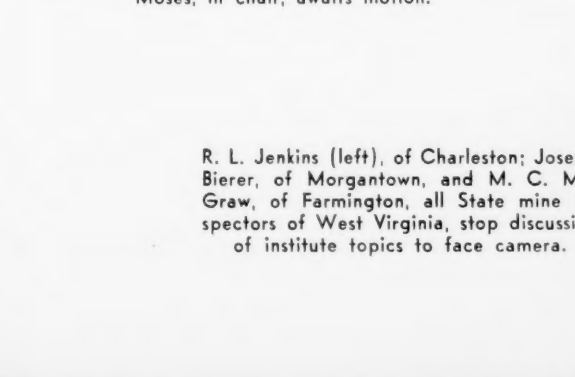 Moses, in chair, awaits motion.
R. L. Jenkins (left), of Charleston; Jose
Bierer, of Morgantown, and M. C. M
Graw, of Farmington, all State mine
spectors of West Virginia, stop discussi
of institute topics to face camera.